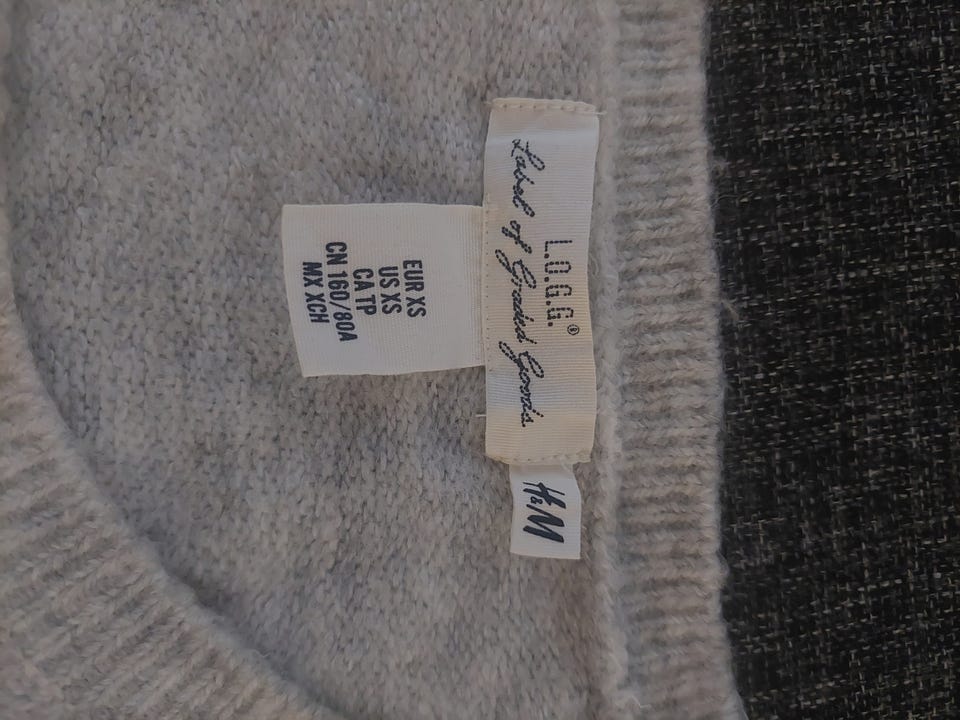 L.O.G.G.®
Label of Graded Goods.
H&M
EUR XS
US XS
CA TP
CN 160/80A
MX XCH